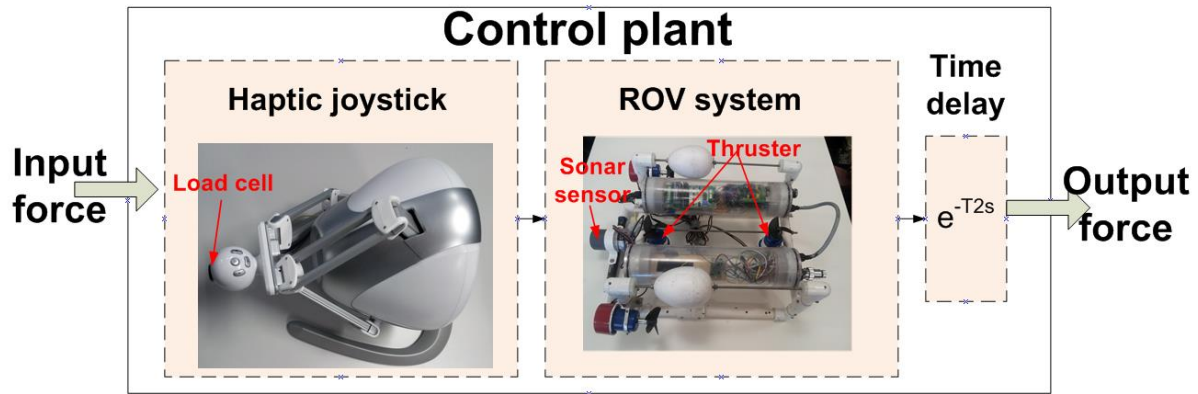 Control plant
Haptic joystick
ROV system
Time
delay
Input
force
Load cell
Sonar
sensor
Thruster
e-T2s
Output
force